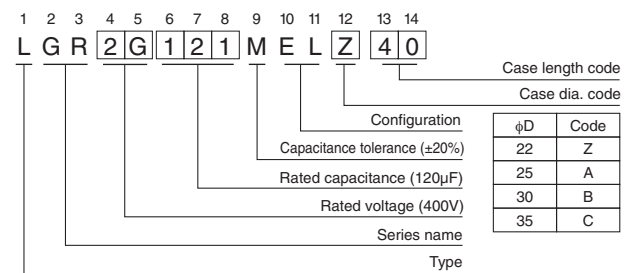 1 2 3 4 5 6 7 8 9 10 11 12 13 14
L G R 2 G 1 2 1 M E L Z 4 0
Case length code
Case dia. code
Configuration
Capacitance tolerance (±20%)
Rated capacitance (120µF)
Rated voltage (400V)
Series name
Type
ϕD Code
22 Z
25 A
30 B
35 C